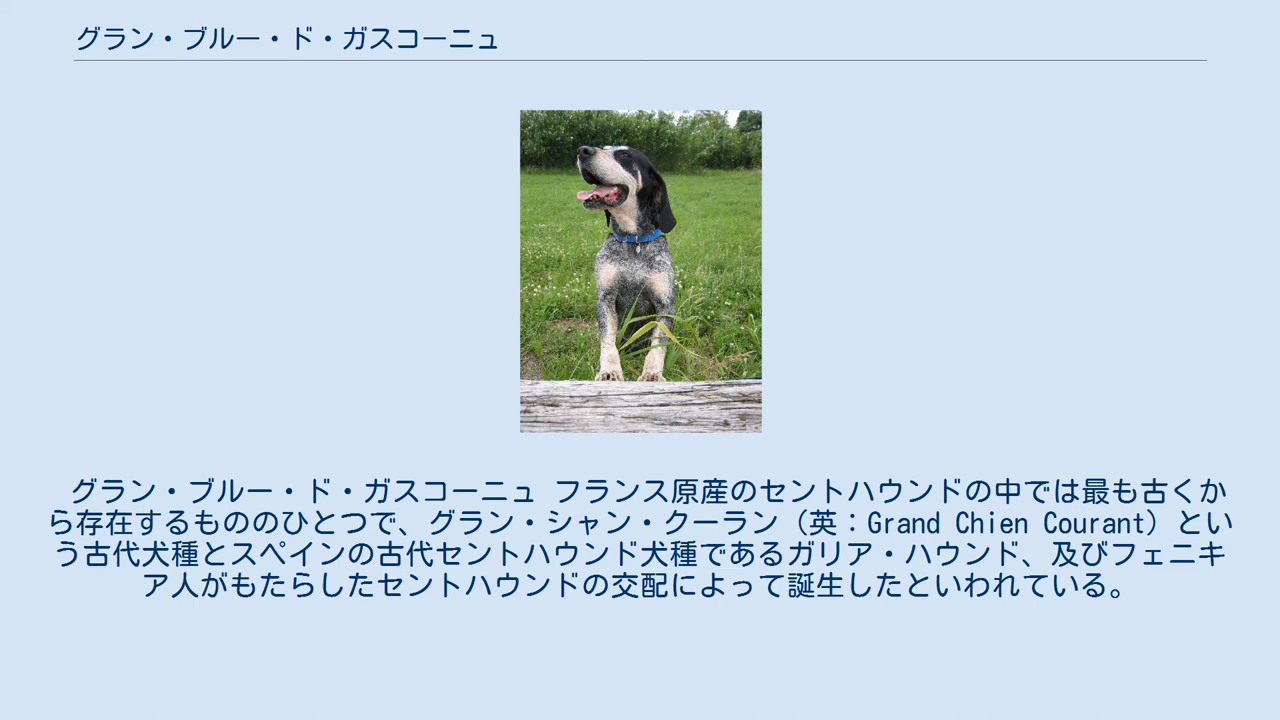 グラン・ブルー・ド・ガスコーニュ
グラン・ブルー・ド・ガスコーニュ フランス原産のセントハウンドの中では最も古くか
ら存在するもののひとつで、グラン・シャン・クーラン（英：Grand Chien Courant）とい
う古代犬種とスペインの古代セントハウンド犬種であるガリア・ハウンド、及びフェニキ
ア人がもたらしたセントハウンドの交配によって誕生したといわれている。